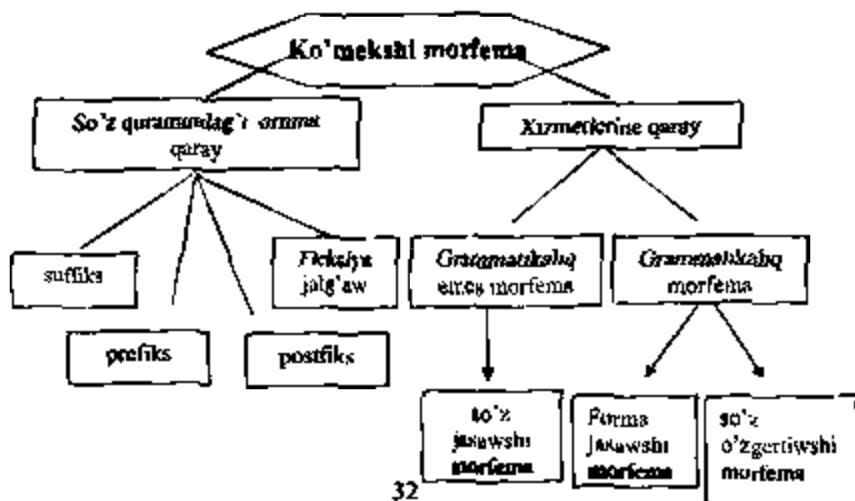 Ko'mekshi morfema
So'z quramındag'ı ornına
qaray
Xızmetlerine qaray
suffiks
Fleksiya
jalg'aw
Grammatikalıq
emes morfema
Grammatikalıq
morfema
prefiks
postfiks
so'z
jasawshı
morfema
Forma
jasawshı
morfema
so'z
o'zgertiwshi
morfema
32